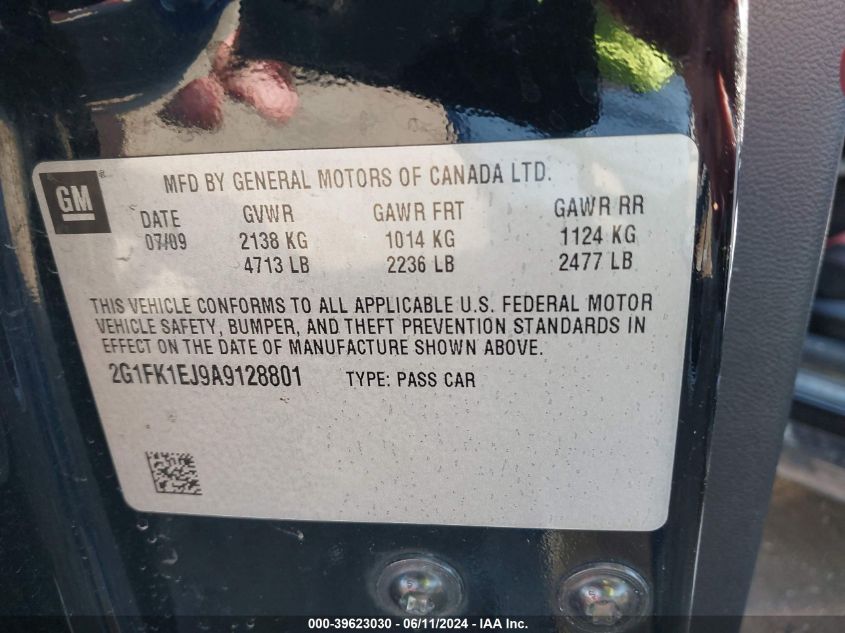 GM ®
MFD BY GENERAL MOTORS OF CANADA LTD.
DATE GVWR GAWR FRT GAWR RR
07/09 2138 KG 1014 KG 1124 KG
4713 LB 2236 LB 2477 LB
THIS VEHICLE CONFORMS TO ALL APPLICABLE U.S. FEDERAL MOTOR
VEHICLE SAFETY, BUMPER, AND THEFT PREVENTION STANDARDS IN
EFFECT ON THE DATE OF MANUFACTURE SHOWN ABOVE.
2G1FK1EJ9A9128801 TYPE: PASS CAR
000-39623030 - 06/11/2024 - IAA Inc.